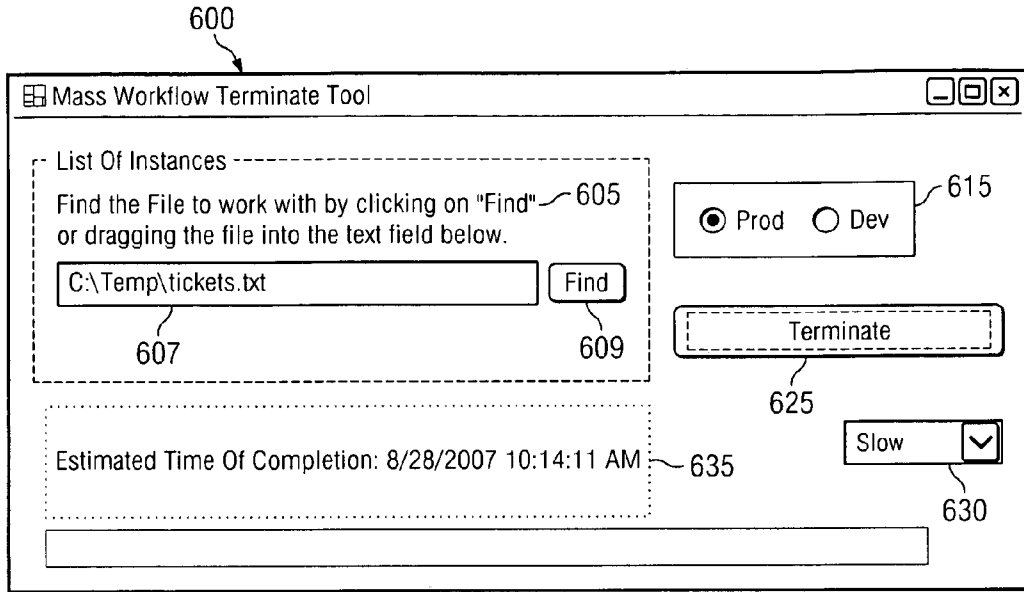 600
Mass Workflow Terminate Tool
List Of Instances
Find the File to work with by clicking on "Find" 605
or dragging the file into the text field below.
C:\Temp\tickets.txt Find
607 609
615
Prod Dev
Terminate
625
Estimated Time Of Completion: 8/28/2007 10:14:11 AM 635
Slow
630